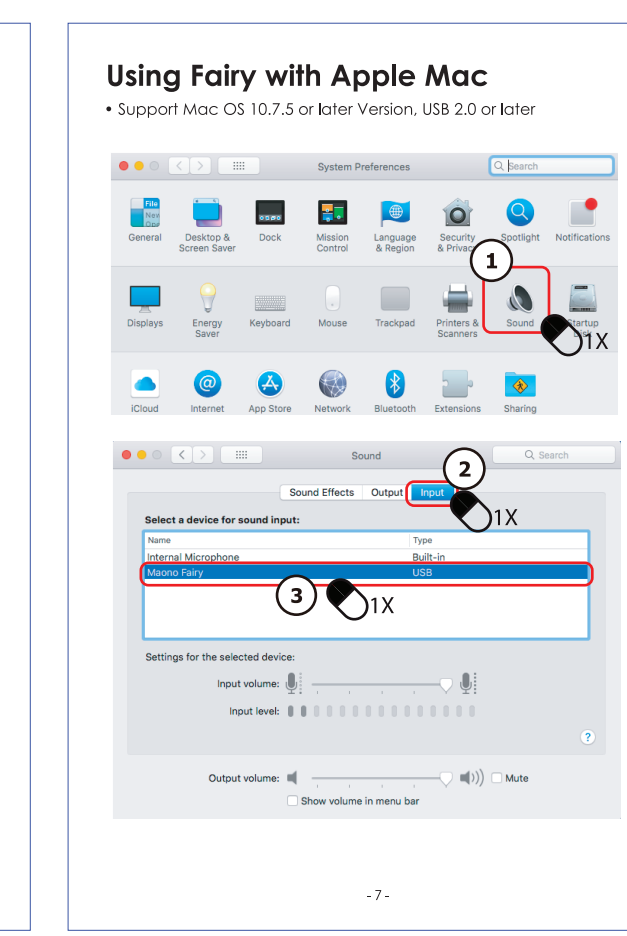 Using Fairy with Apple Mac
• Support Mac OS 10.7.5 or later Version, USB 2.0 or later
System Preferences
Search
File
New
General
Desktop &
Screen Saver
Dock
Mission
Control
Language
& Region
Security
& Privacy
Spotlight
Notifications
1
Displays
Energy
Saver
Keyboard
Mouse
Trackpad
Printers &
Scanners
Sound
Startup
Disk
1X
iCloud
Internet
App Store
Network
Bluetooth
Extensions
Sharing
Sound
Search
2
Sound Effects Output Input
1X
Select a device for sound input:
Name Type
Internal Microphone Built-in
Maono Fairy USB
3
1X
Settings for the selected device:
Input volume:
Input level:
?
Output volume: Mute
Show volume in menu bar
- 7 -